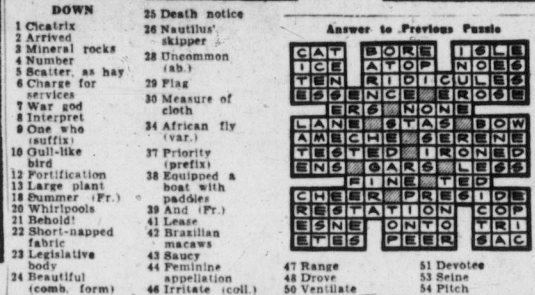 DOWN
1 Cicatrix
2 Arrived
3 Mineral rocks
4 Number
5 Scatter, as hay
6 Charge for
services
7 War god
8 Interpret
9 One who
(suffix)
10 Gull-like
bird
12 Fortification
13 Large plant
18 Summer (Fr.)
20 Whirlpools
21 Behold!
22 Short-napped
fabric
23 Legislative
body
24 Beautiful
(comb. form)
25 Death notice
26 Nautilus'
skipper
28 Uncommon
(ab.)
29 Flag
30 Measure of
cloth
34 African fly
(var.)
37 Priority
(prefix)
38 Equipped a
boat with
paddles
39 And (Fr.)
41 Lease
42 Brazilian
macaws
43 Saucy
44 Feminine
appellation
46 Irritate (coll.)
Answer to Previous Puzzle
CAT BORE ISLE
ICE ATOP NOES
TEN RIDICULES
ESSENCE EROSE
ERS NONE
LANE STAS BOW
AMECHE SERENE
TESTED IRONED
ENS GARS LESS
FINE TED
CHEER PRESIDE
RESTATION COP
ESNE ONTO TRI
ETES PEER SAC
47 Range
48 Drove
50 Ventilate
51 Devotee
53 Seine
54 Pitch